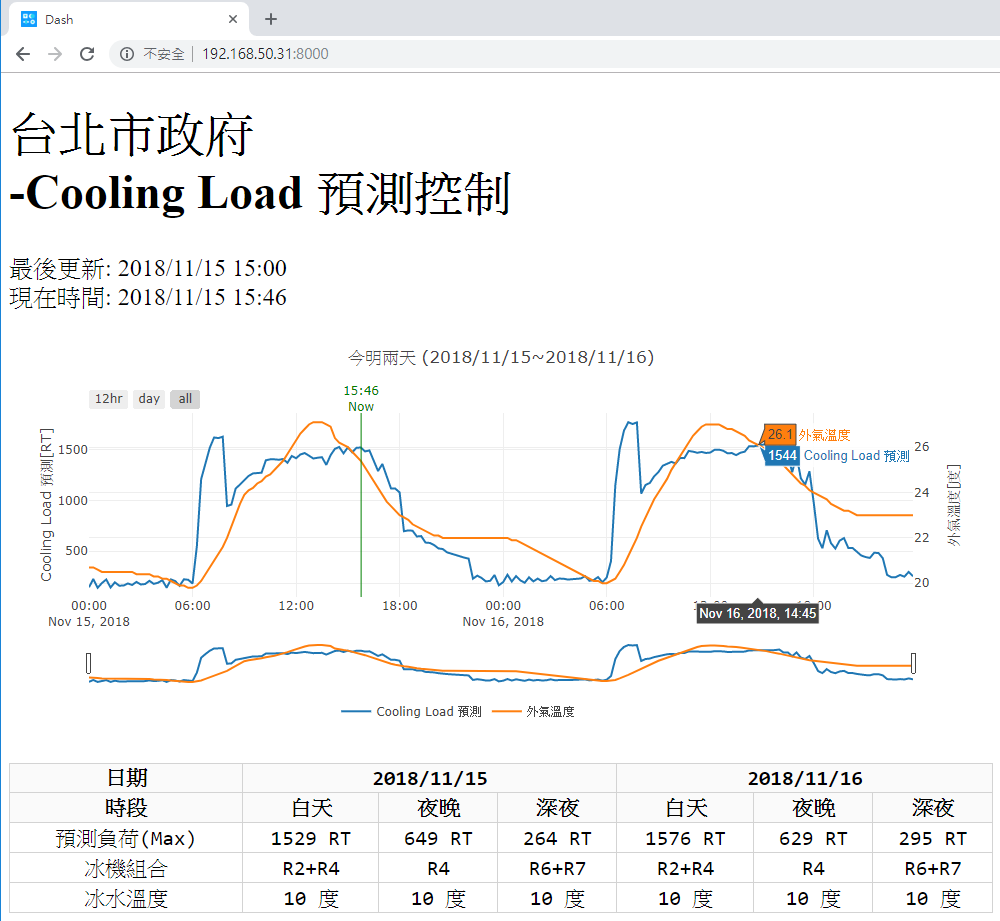 Dash
不安全 192.168.50.31:8000
台北市政府
-Cooling Load 預測控制
最後更新: 2018/11/15 15:00
現在時間: 2018/11/15 15:46
今明兩天 (2018/11/15~2018/11/16)
12hr day all
15:46
Now
Cooling Load 預測[RT]
1500
1000
500
26.1 外氣溫度
1544 Cooling Load 預測
26
24
22
20
外氣溫度[度]
00:00 06:00 12:00 18:00 00:00 06:00
Nov 15, 2018 Nov 16, 2018
Nov 16, 2018, 14:45
Cooling Load 預測 外氣溫度
日期 2018/11/15 2018/11/16
時段 白天 夜晚 深夜 白天 夜晚 深夜
預測負荷(Max) 1529 RT 649 RT 264 RT 1576 RT 629 RT 295 RT
冰機組合 R2+R4 R4 R6+R7 R2+R4 R4 R6+R7
冰水溫度 10 度 10 度 10 度 10 度 10 度 10 度